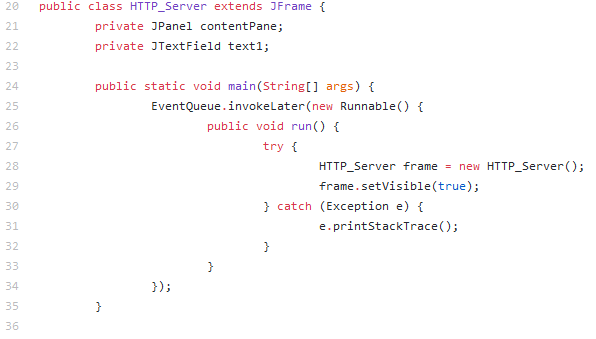 20 public class HTTP_Server extends JFrame {
21 private JPanel contentPane;
22 private JTextField text1;
23
24 public static void main(String[] args) {
25 EventQueue.invokeLater(new Runnable() {
26 public void run() {
27 try {
28 HTTP_Server frame = new HTTP_Server();
29 frame.setVisible(true);
30 } catch (Exception e) {
31 e.printStackTrace();
32 }
33 }
34 });
35 }
36